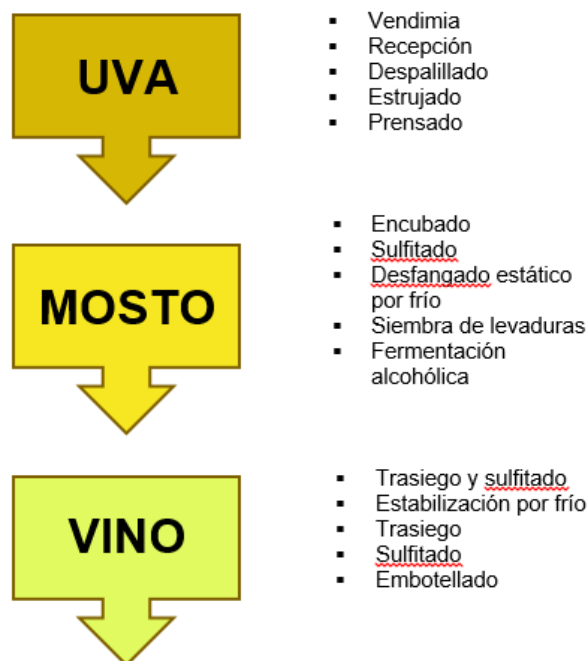 UVA
▪ Vendimia
▪ Recepción
▪ Despalillado
▪ Estrujado
▪ Prensado
MOSTO
▪ Encubado
▪ Sulfitado
▪ Desfangado estático
por frío
▪ Siembra de levaduras
▪ Fermentación
alcohólica
VINO
▪ Trasiego y sulfitado
▪ Estabilización por frío
▪ Trasiego
▪ Sulfitado
▪ Embotellado